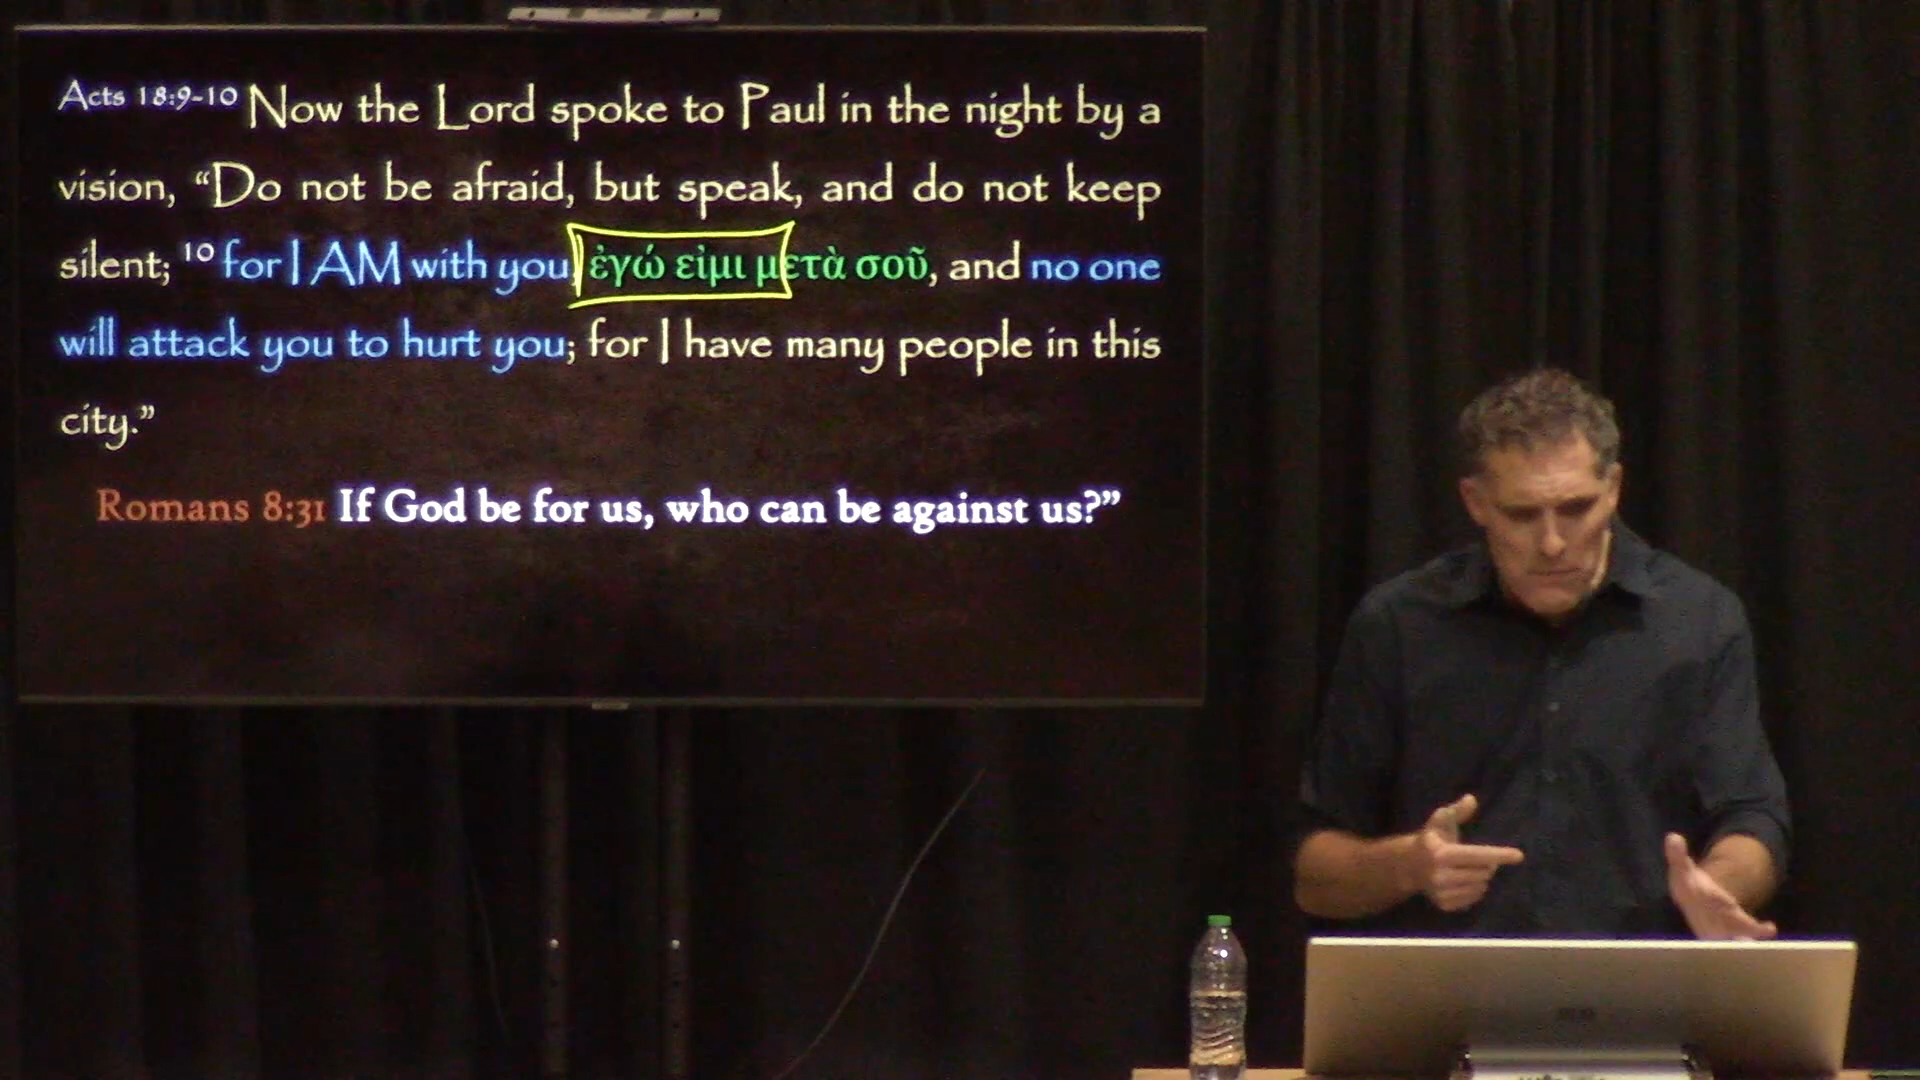 Acts 18:9-10 Now the Lord spoke to Paul in the night by a
vision, “Do not be afraid, but speak, and do not keep
silent; 10 for I AM with you, ἐγώ εἰμι μετὰ σοῦ, and no one
will attack you to hurt you; for I have many people in this
city.”
Romans 8:31 If God be for us, who can be against us?”